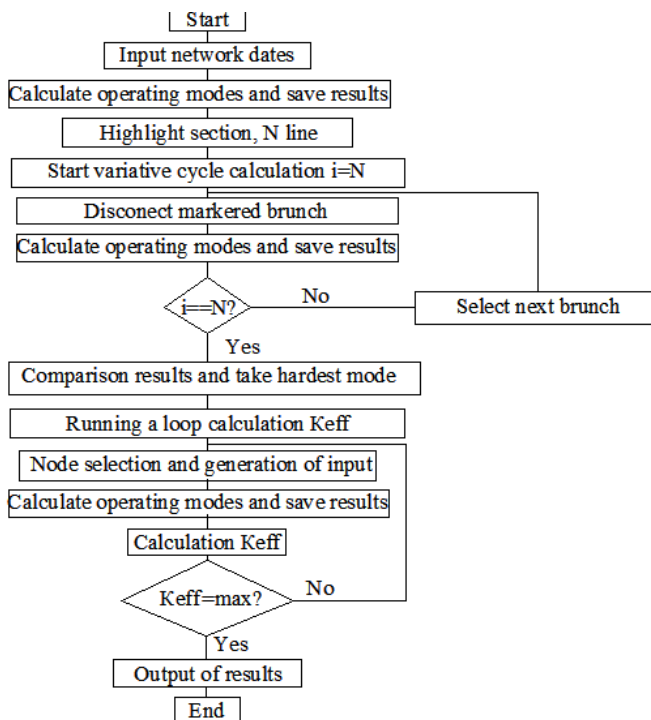 Start
Input network dates
Calculate operating modes and save results
Highlight section, N line
Start variative cycle calculation i=N
Disconect markered brunch
Calculate operating modes and save results
i==N?
No
Select next brunch
Yes
Comparison results and take hardest mode
Running a loop calculation Keff
Node selection and generation of input
Calculate operating modes and save results
Calculation Keff
Keff=max?
No
Yes
Output of results
End